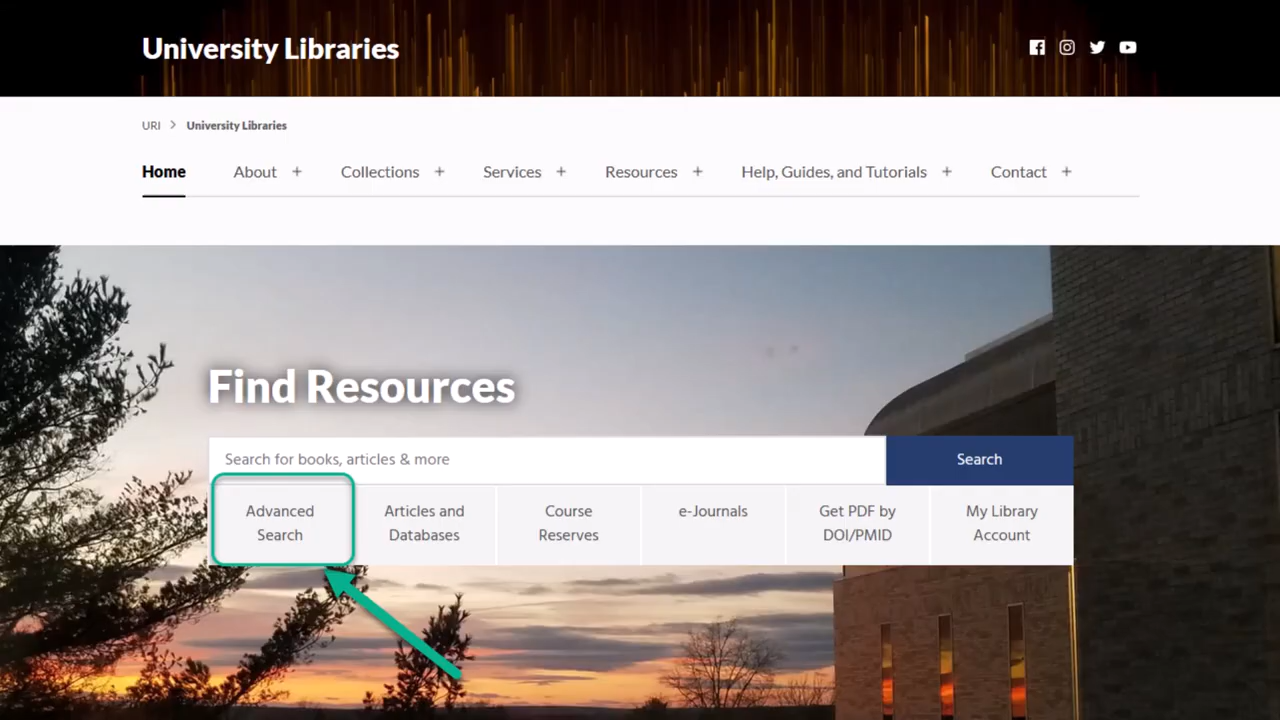 University Libraries
URI > University Libraries
Home About + Collections + Services + Resources + Help, Guides, and Tutorials + Contact +
Find Resources
Search for books, articles & more Search
Advanced Search
Articles and Databases
Course Reserves
e-Journals
Get PDF by DOI/PMID
My Library Account